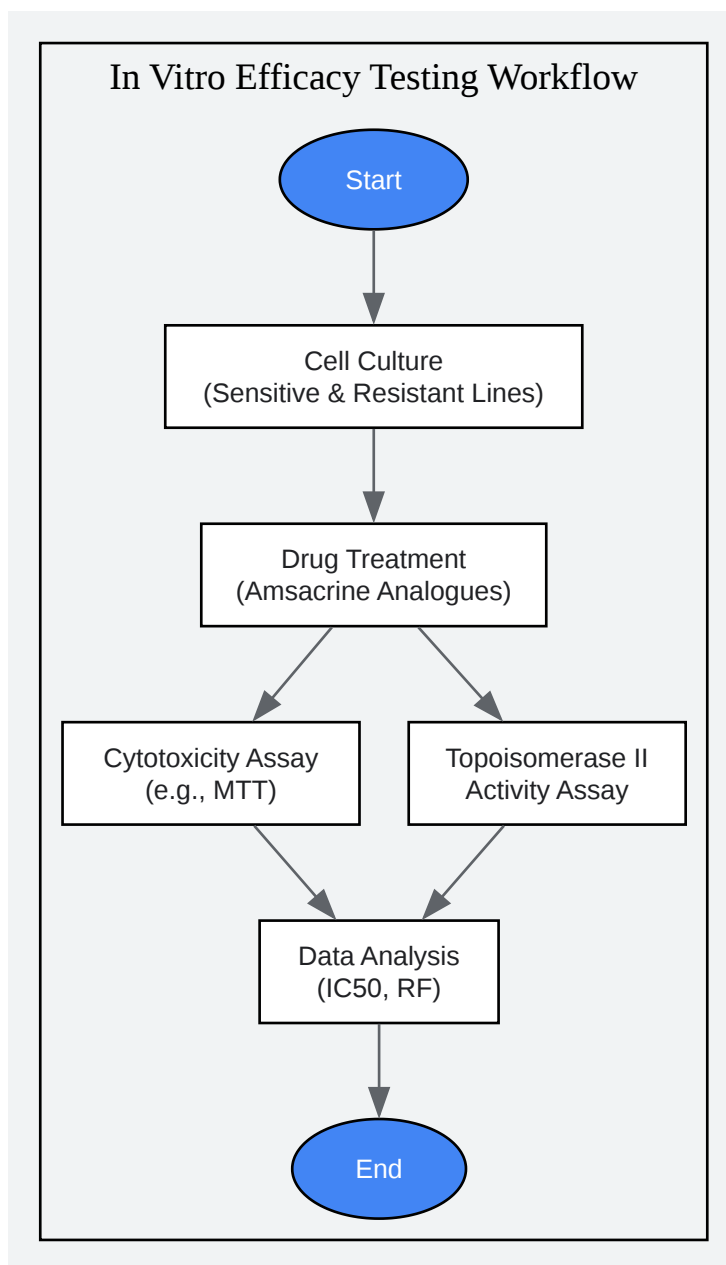 In Vitro Efficacy Testing Workflow
Start
Cell Culture
(Sensitive & Resistant Lines)
Drug Treatment
(Amsacrine Analogues)
Cytotoxicity Assay
(e.g., MTT)
Topoisomerase II
Activity Assay
Data Analysis
(IC50, RF)
End